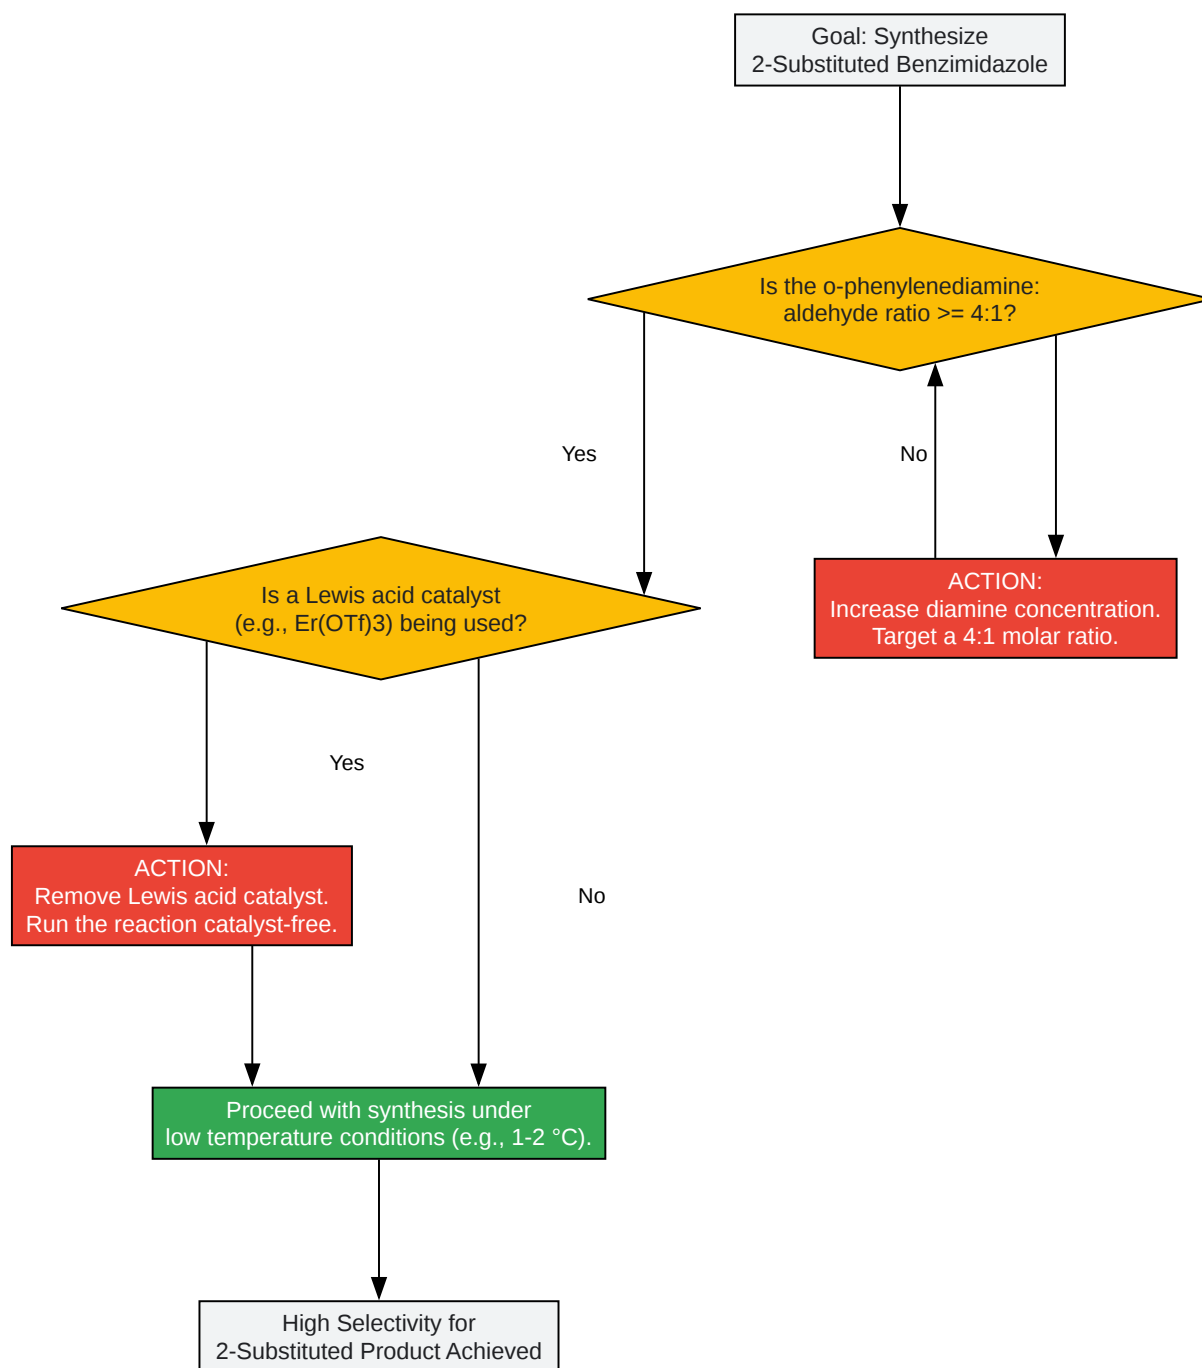 Goal: Synthesize
2-Substituted Benzimidazole
Is the o-phenylenediamine:
aldehyde ratio >= 4:1?
Yes
No
Is a Lewis acid catalyst
(e.g., Er(OTf)3) being used?
ACTION:
Increase diamine concentration.
Target a 4:1 molar ratio.
Yes
ACTION:
Remove Lewis acid catalyst.
Run the reaction catalyst-free.
No
Proceed with synthesis under
low temperature conditions (e.g., 1-2 °C).
High Selectivity for
2-Substituted Product Achieved